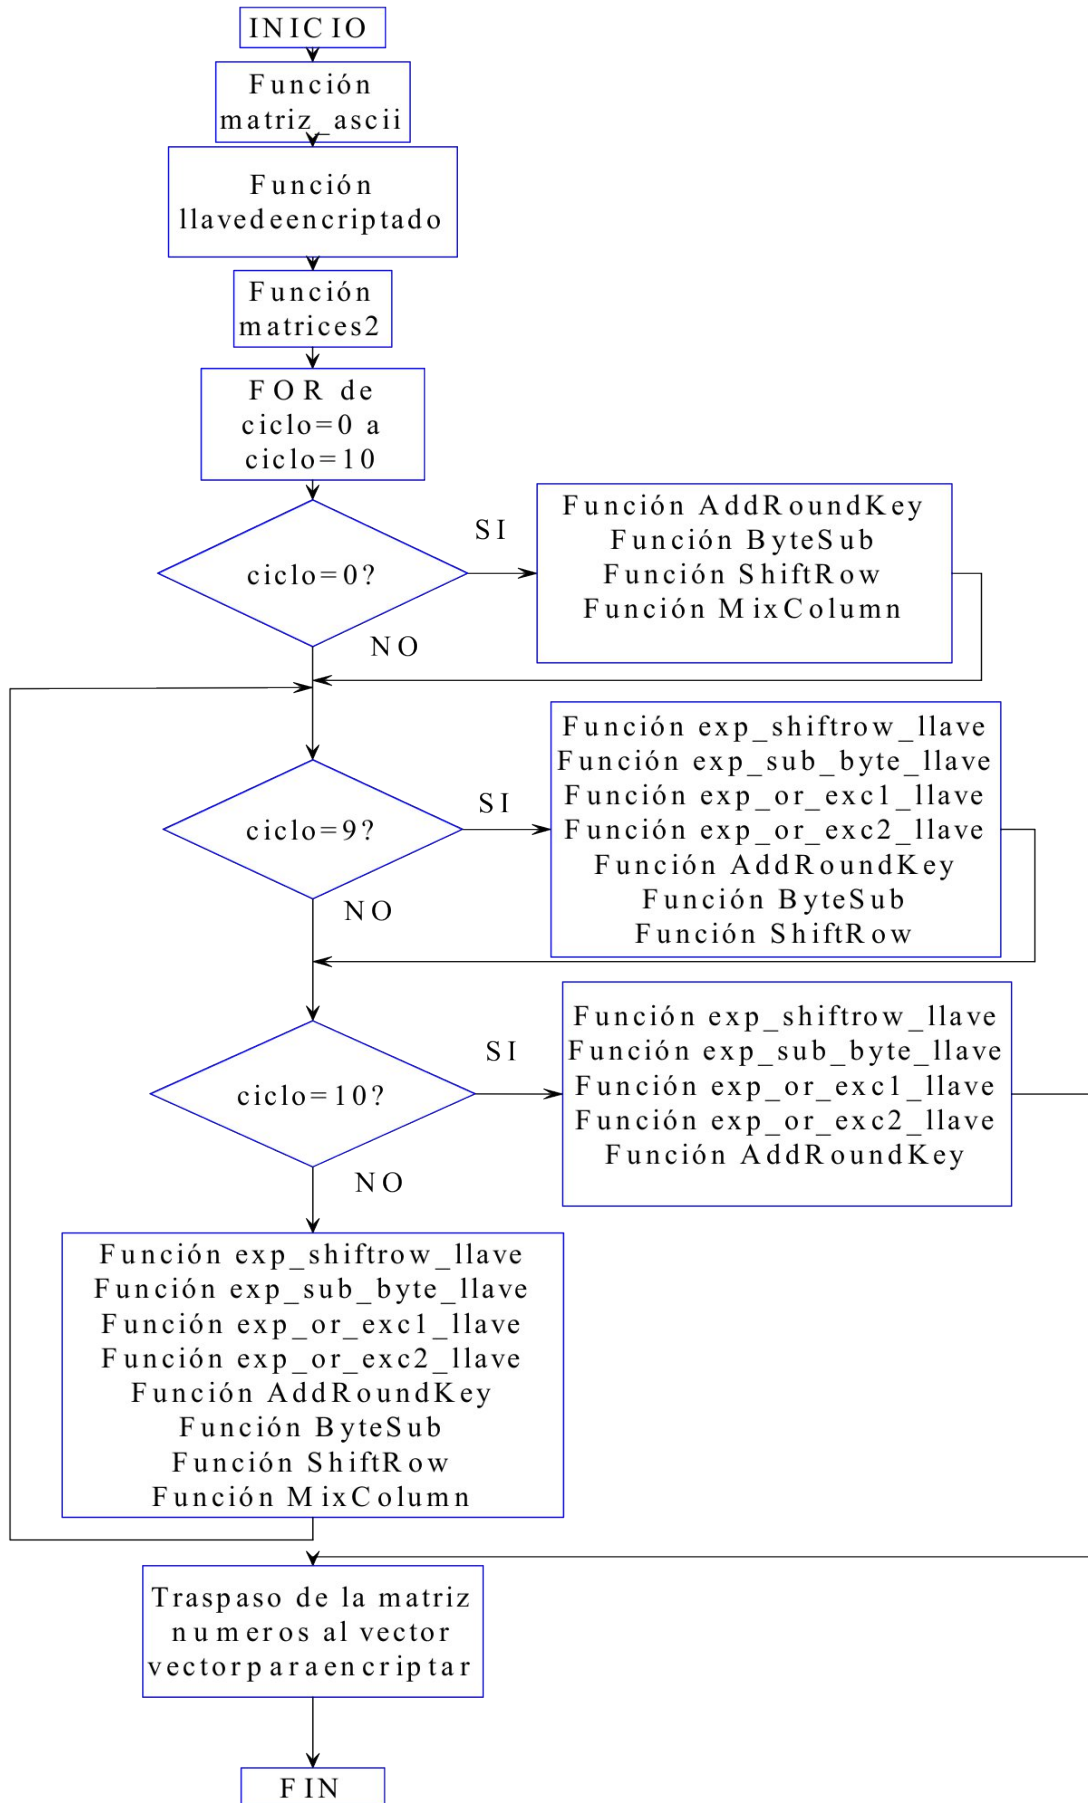 INICIO
Función
matriz_ascii
Función
llavedeencriptado
Función
matrices2
FOR de
ciclo=0 a
ciclo=10
ciclo=0?
SI
Función AddRoundKey
Función ByteSub
Función ShiftRow
Función MixColumn
NO
ciclo=9?
SI
Función exp_shiftrow_llave
Función exp_sub_byte_llave
Función exp_or_exc1_llave
Función exp_or_exc2_llave
Función AddRoundKey
Función ByteSub
Función ShiftRow
NO
ciclo=10?
SI
Función exp_shiftrow_llave
Función exp_sub_byte_llave
Función exp_or_exc1_llave
Función exp_or_exc2_llave
Función AddRoundKey
NO
Función exp_shiftrow_llave
Función exp_sub_byte_llave
Función exp_or_exc1_llave
Función exp_or_exc2_llave
Función AddRoundKey
Función ByteSub
Función ShiftRow
Función MixColumn
Traspaso de la matriz
numeros al vector
vectorparaencriptar
FIN